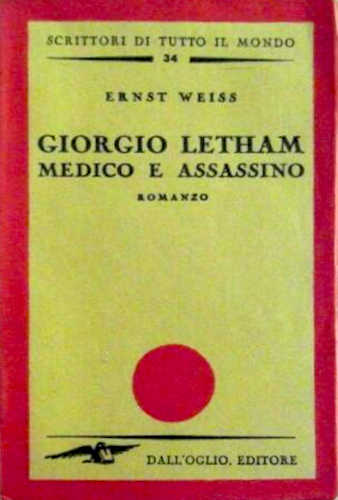 SCRITTORI DI TUTTO IL MONDO
34
ERNST WEISS
GIORGIO LETHAM
MEDICO E ASSASSINO
ROMANZO
DALL'OGLIO, EDITORE